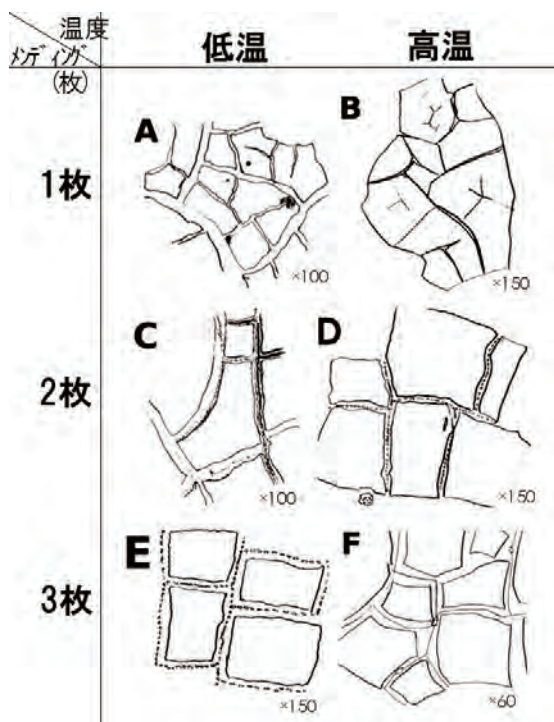 温度
メンディング
(枚)
低温 高温
1枚
A ×100
B ×150
2枚
C ×100
D ×150
3枚
E ×150
F ×60